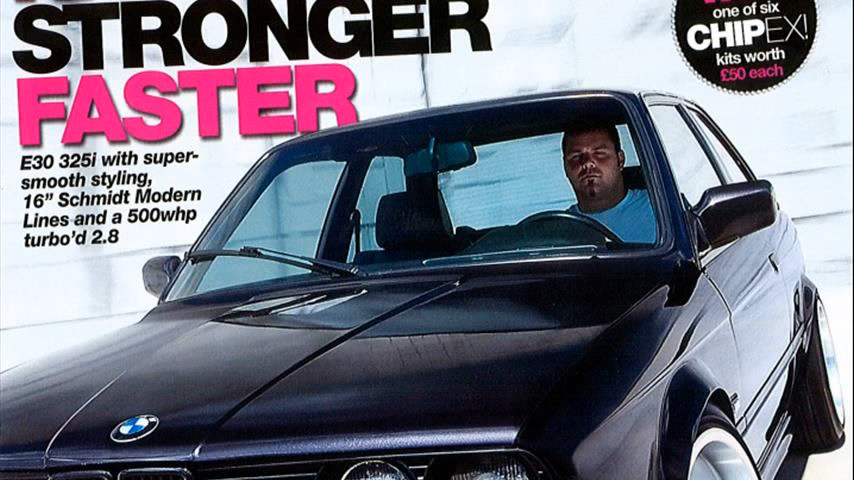 STRONGER
FASTER
E30 325i with super-
smooth styling,
16” Schmidt Modern
Lines and a 500whp
turbo’d 2.8
one of six
CHIPEX!
kits worth
£50 each
BMW